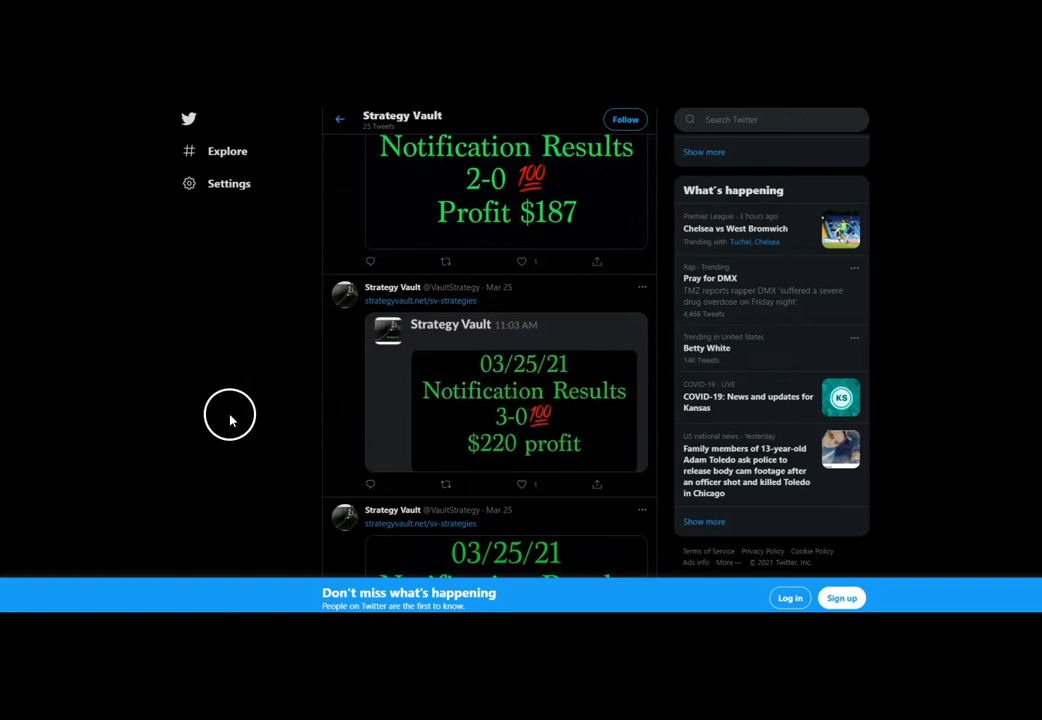 Explore
Settings
Strategy Vault
25 Tweets
Follow
Notification Results
2-0 💯
Profit $187
1
Strategy Vault @VaultStrategy · Mar 25
strategyvault.net/sv-strategies
Strategy Vault 11:03 AM
03/25/21
Notification Results
3-0💯
$220 profit
1
Strategy Vault @VaultStrategy · Mar 25
strategyvault.net/sv-strategies
03/25/21
Search Twitter
Show more
What's happening
Premier League · 3 hours ago
Chelsea vs West Bromwich
Trending with Tuchel, Chelsea
Rap · Trending
Pray for DMX
TMZ reports rapper DMX 'suffered a severe
drug overdose on Friday night'
4,466 Tweets
Trending in United States
Betty White
14K Tweets
COVID-19 · LIVE
COVID-19: News and updates for
Kansas
KS
US national news · Yesterday
Family members of 13-year-old
Adam Toledo ask police to
release body cam footage after
an officer shot and killed Toledo
in Chicago
Show more
Terms of Service Privacy Policy Cookie Policy
Ads info More — © 2021 Twitter, Inc.
Don't miss what's happening
People on Twitter are the first to know.
Log in
Sign up